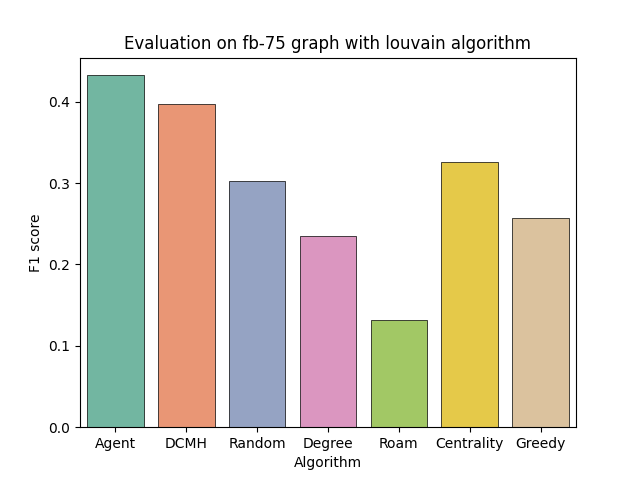 Evaluation on fb-75 graph with louvain algorithm
F1 score
0.4
0.3
0.2
0.1
0.0
Agent DCMH Random Degree Roam Centrality Greedy
Algorithm